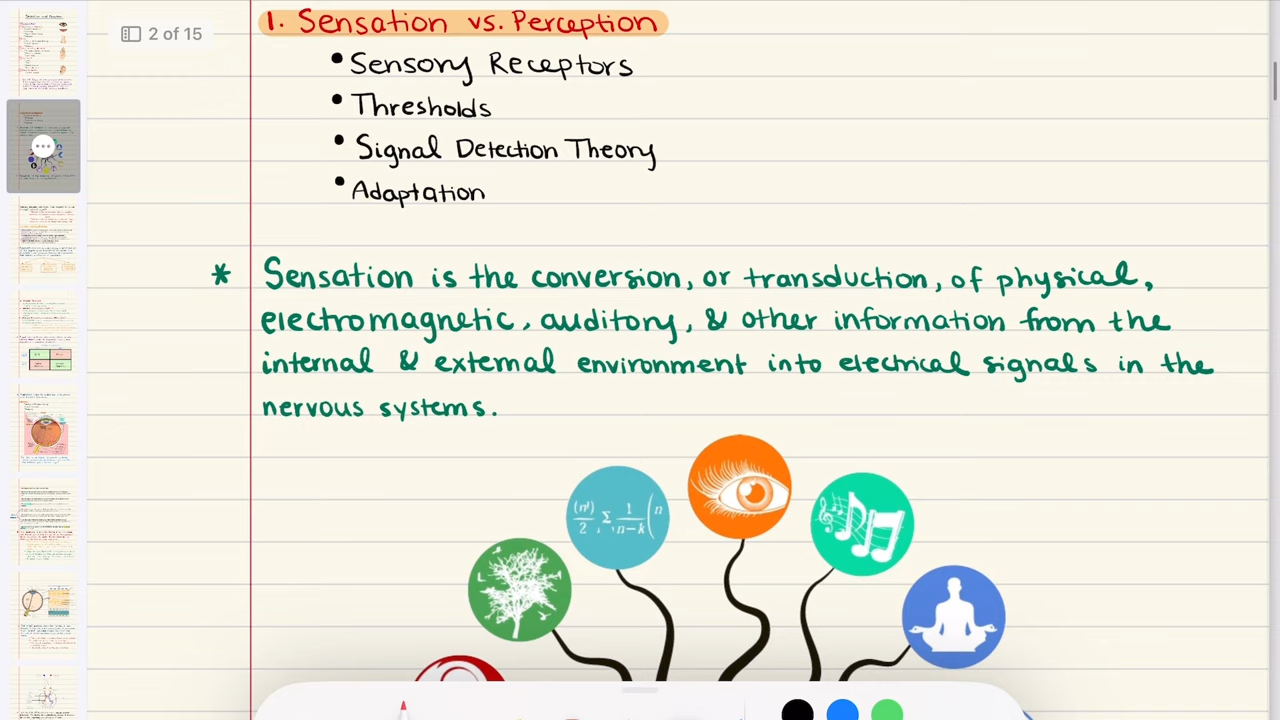 2 of 15
1. Sensation vs. Perception
• Sensory Receptors
• Thresholds
• Signal Detection Theory
• Adaptation
* Sensation is the conversion, or transduction, of physical,
electromagnetic, auditory, & other information from the
internal & external environment into electrical signals in the
nervous systems.